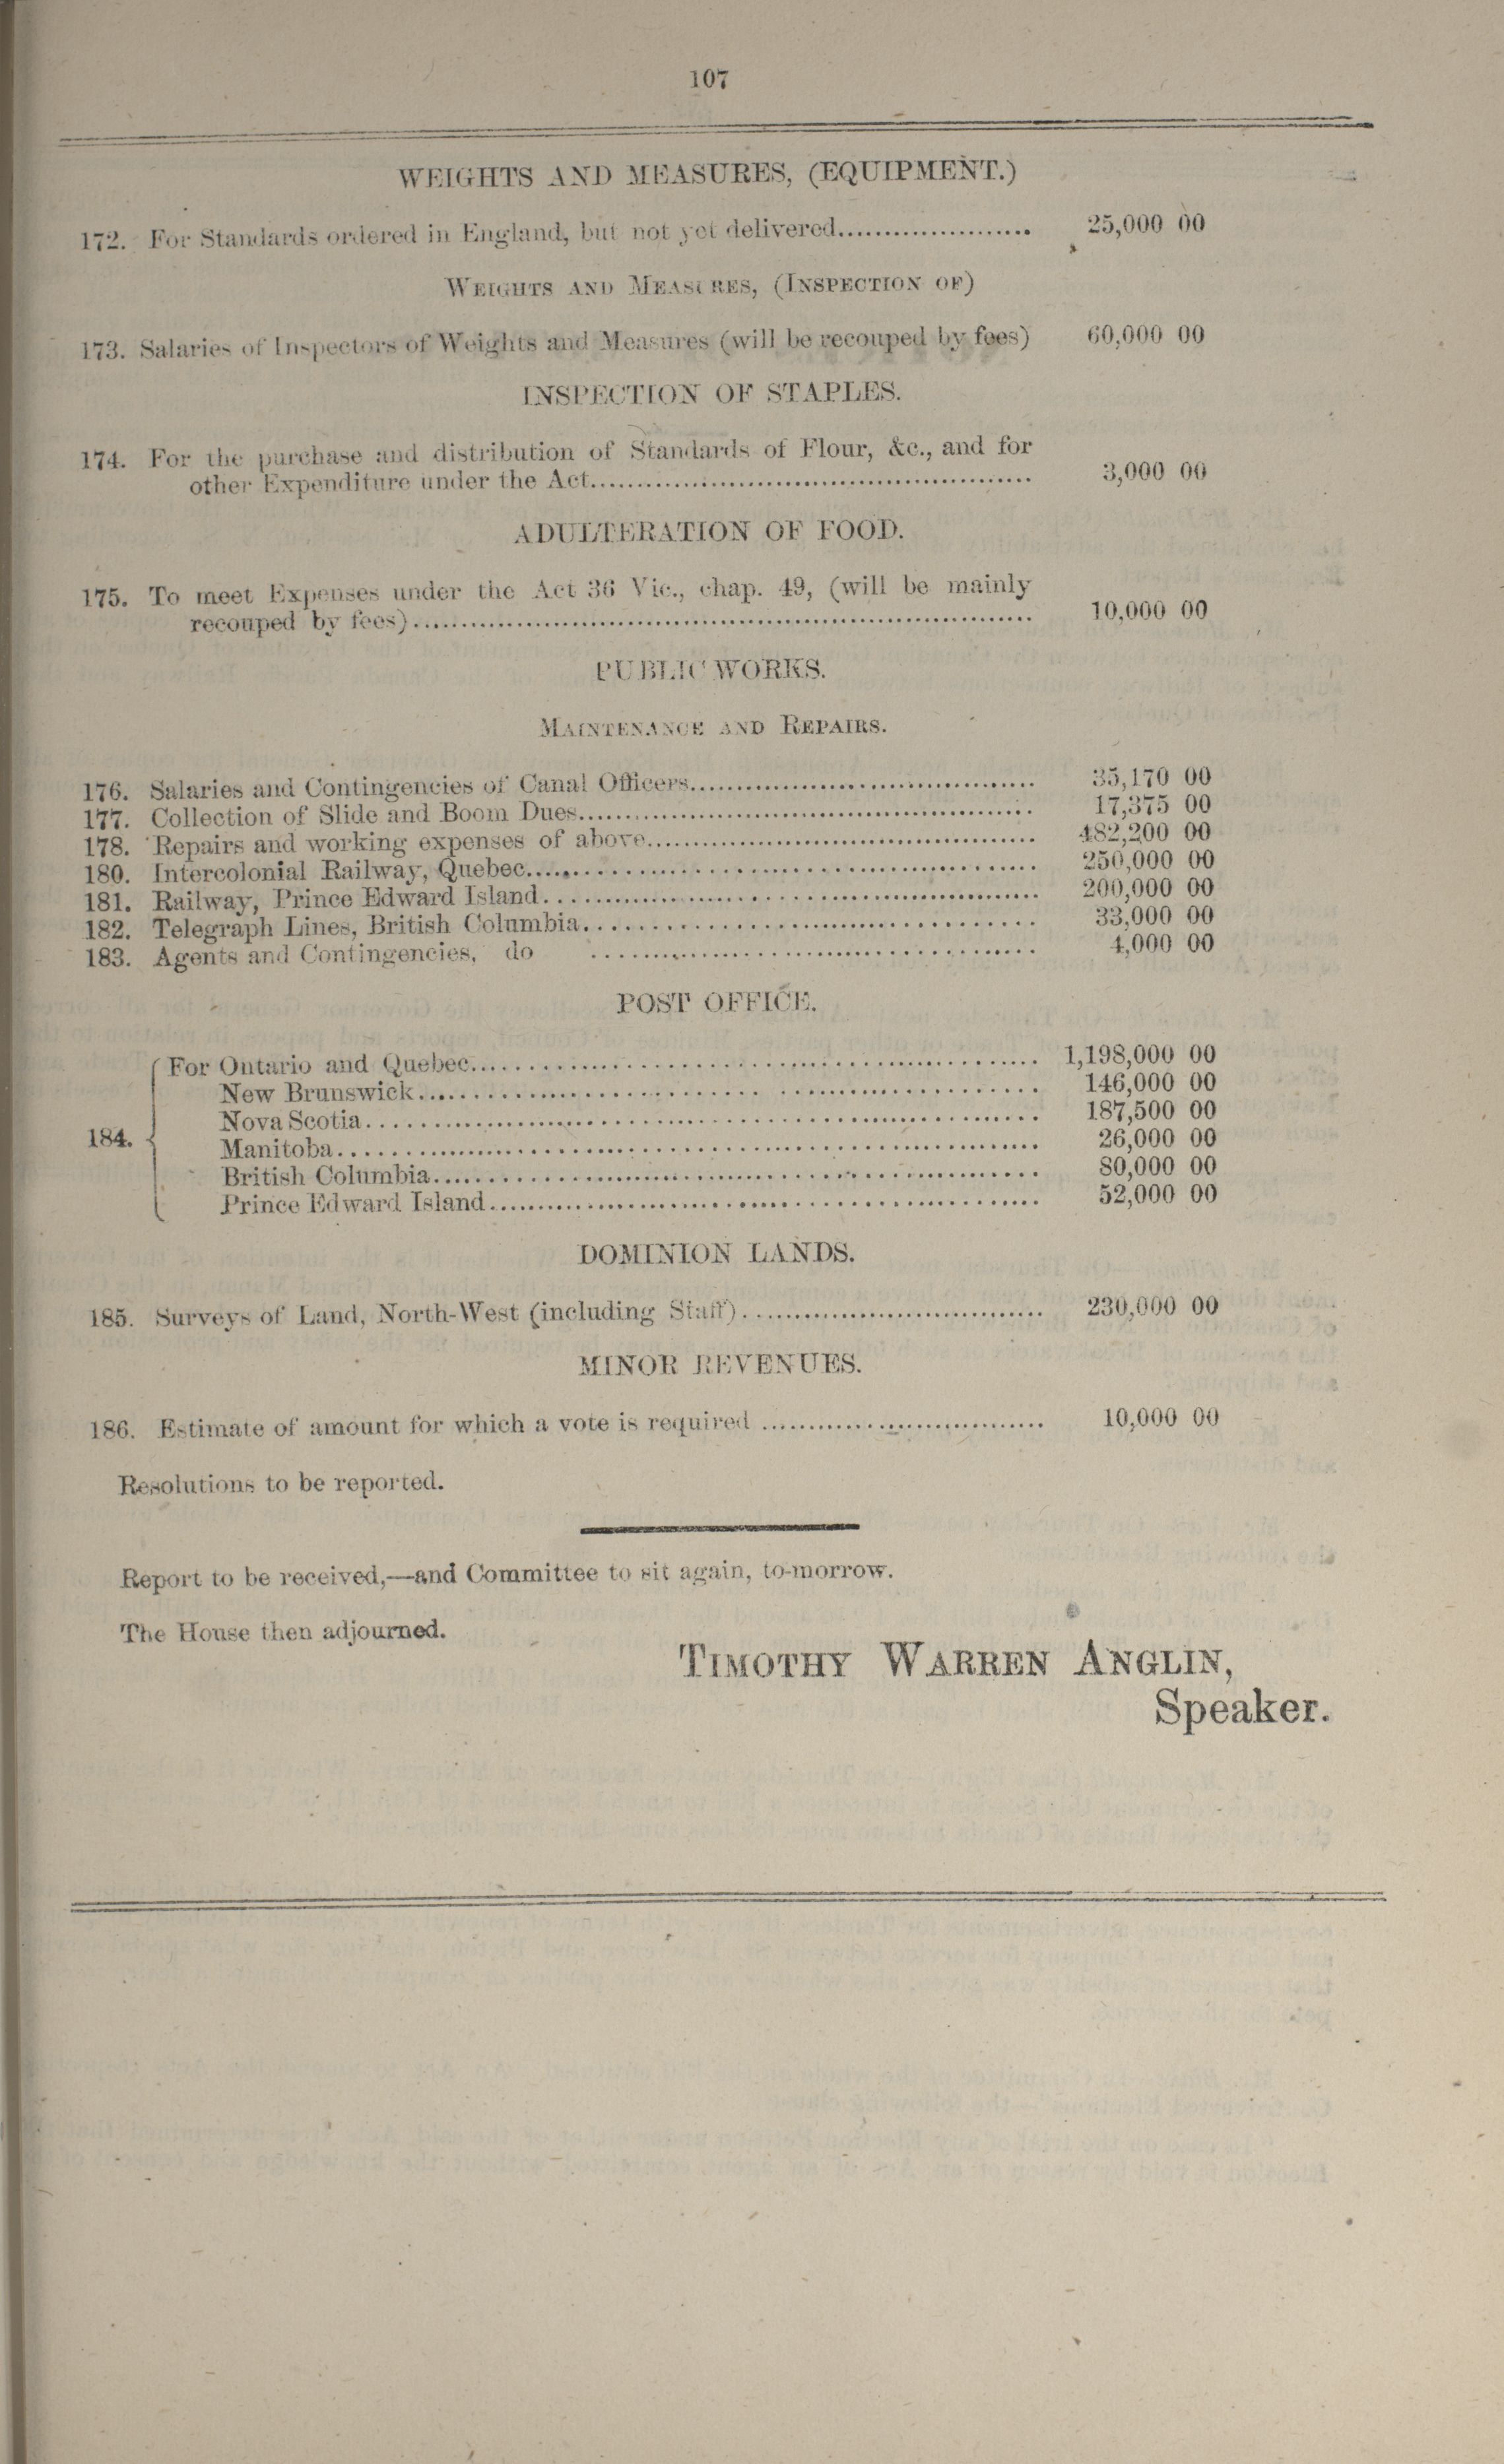 107
WEIGHTS AND MEASURES, (EQUIPMENT.)
172. For Standards ordered in England, but not yet delivered.................... 25,000 00
WEIGHTS AND MEASURES, (INSPECTION OF)
173. Salaries of Inspectors of Weights and Measures (will be recouped by fees) 60,000 00
INSPECTION OF STAPLES.
174. For the purchase and distribution of Standards of Flour, &c., and for
other Expenditure under the Act.................................................. 3,000 00
ADULTERATION OF FOOD.
175. To meet Expenses under the Act 36 Vic., chap. 49, (will be mainly
recouped by fees).................................................................. 10,000 00
PUBLIC WORKS.
MAINTENANCE AND REPAIRS.
176. Salaries and Contingencies of Canal Officers.................................... 35,170 00
177. Collection of Slide and Boom Dues................................................ 17,375 00
178. Repairs and working expenses of above......................................... 482,200 00
180. Intercolonial Railway, Quebec..................................................... 250,000 00
181. Railway, Prince Edward Island.................................................... 200,000 00
182. Telegraph Lines, British Columbia................................................ 33,000 00
183. Agents and Contingencies, do ................................................ 4,000 00
POST OFFICE.
For Ontario and Quebec............................................................ 1,198,000 00
New Brunswick.................................................................. 146,000 00
Nova Scotia...................................................................... 187,500 00
184. Manitoba......................................................................... 26,000 00
British Columbia................................................................ 80,000 00
Prince Edward Island.......................................................... 52,000 00
DOMINION LANDS.
185. Surveys of Land, North-West (including Staff)................................ 230,000 00
MINOR REVENUES.
186. Estimate of amount for which a vote is required .............................. 10,000 00
Resolutions to be reported.
Report to be received,—and Committee to sit again, to-morrow.
The House then adjourned.
TIMOTHY WARREN ANGLIN,
Speaker.